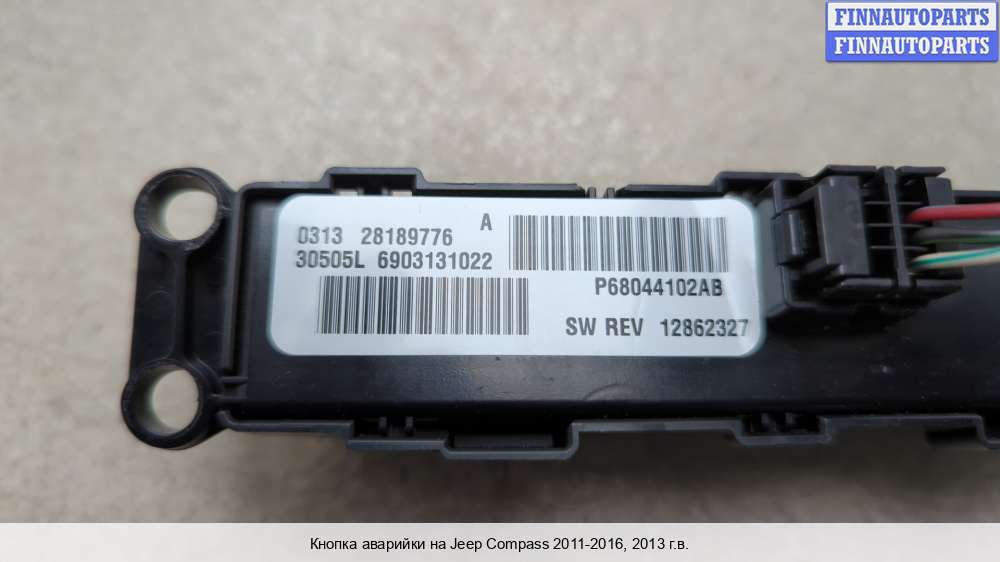 FINNAUTOPARTS
FINNAUTOPARTS
0313 28189776 A
30505L 6903131022
P68044102AB
SW REV 12862327
Кнопка аварийки на Jeep Compass 2011-2016, 2013 г.в.